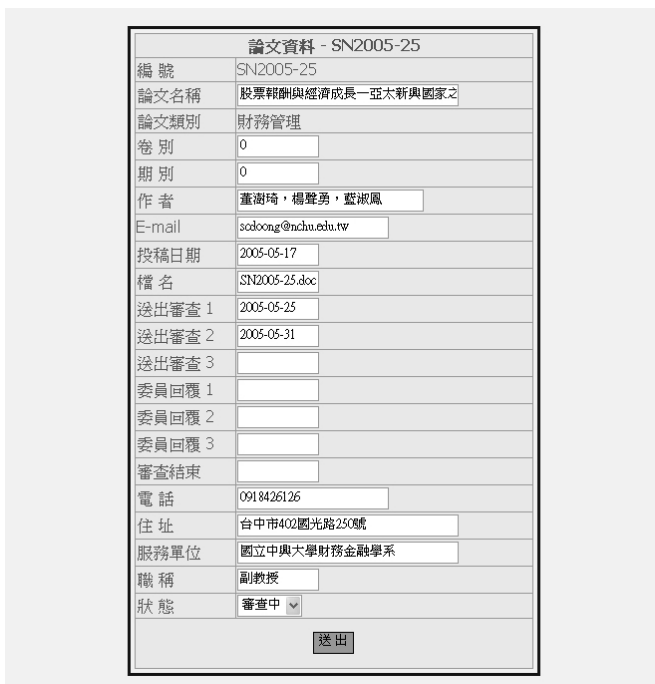 論文資料 - SN2005-25
編 號 SN2005-25
論文名稱 股票報酬與經濟成長─亞太新興國家之
論文類別 財務管理
卷 別 0
期 別 0
作 者 董澍琦，楊聲勇，藍淑鳳
E-mail scdoong@nchu.edu.tw
投稿日期 2005-05-17
檔 名 SN2005-25.doc
送出審查 1 2005-05-25
送出審查 2 2005-05-31
送出審查 3
委員回覆 1
委員回覆 2
委員回覆 3
審查結束
電 話 0918426126
住 址 台中市402國光路250號
服務單位 國立中興大學財務金融學系
職 稱 副教授
狀 態 審查中
送出